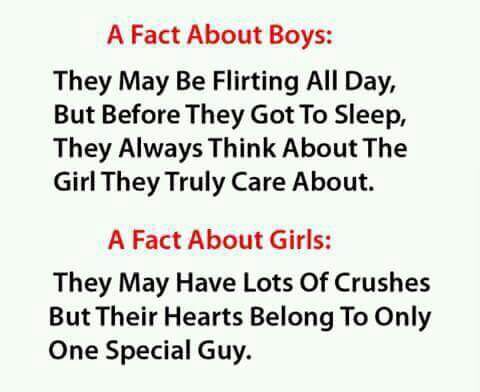 A Fact About Boys:
They May Be Flirting All Day,
But Before They Got To Sleep,
They Always Think About The
Girl They Truly Care About.
A Fact About Girls:
They May Have Lots Of Crushes
But Their Hearts Belong To Only
One Special Guy.